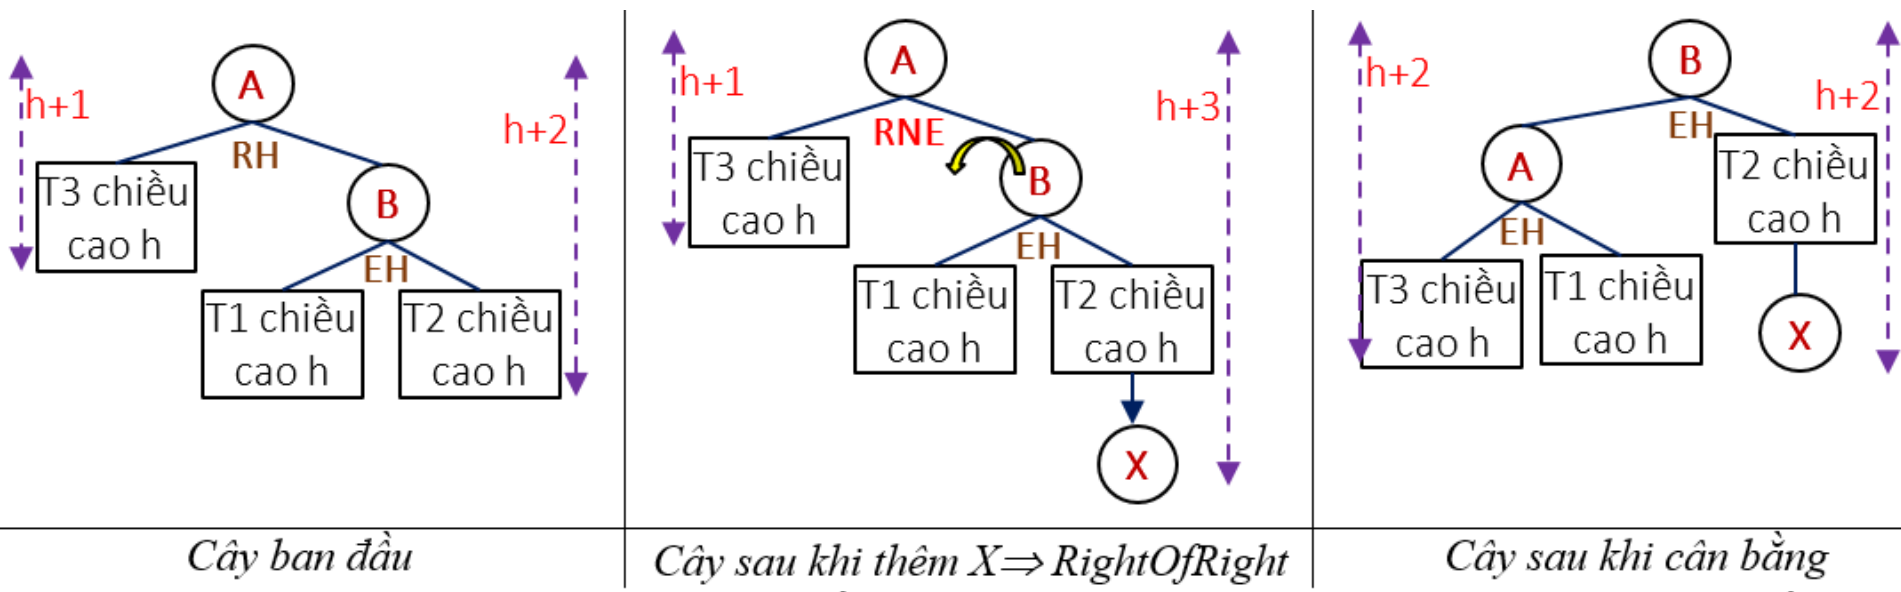 A
h+1
h+2
RH
T3 chiều
cao h
B
EH
T1 chiều
cao h
T2 chiều
cao h
Cây ban đầu
A
h+1
h+3
RNE
T3 chiều
cao h
B
EH
T1 chiều
cao h
T2 chiều
cao h
X
Cây sau khi thêm X⇒ RightOfRight
B
h+2
h+2
EH
A
T2 chiều
cao h
EH
T3 chiều
cao h
T1 chiều
cao h
X
Cây sau khi cân bằng